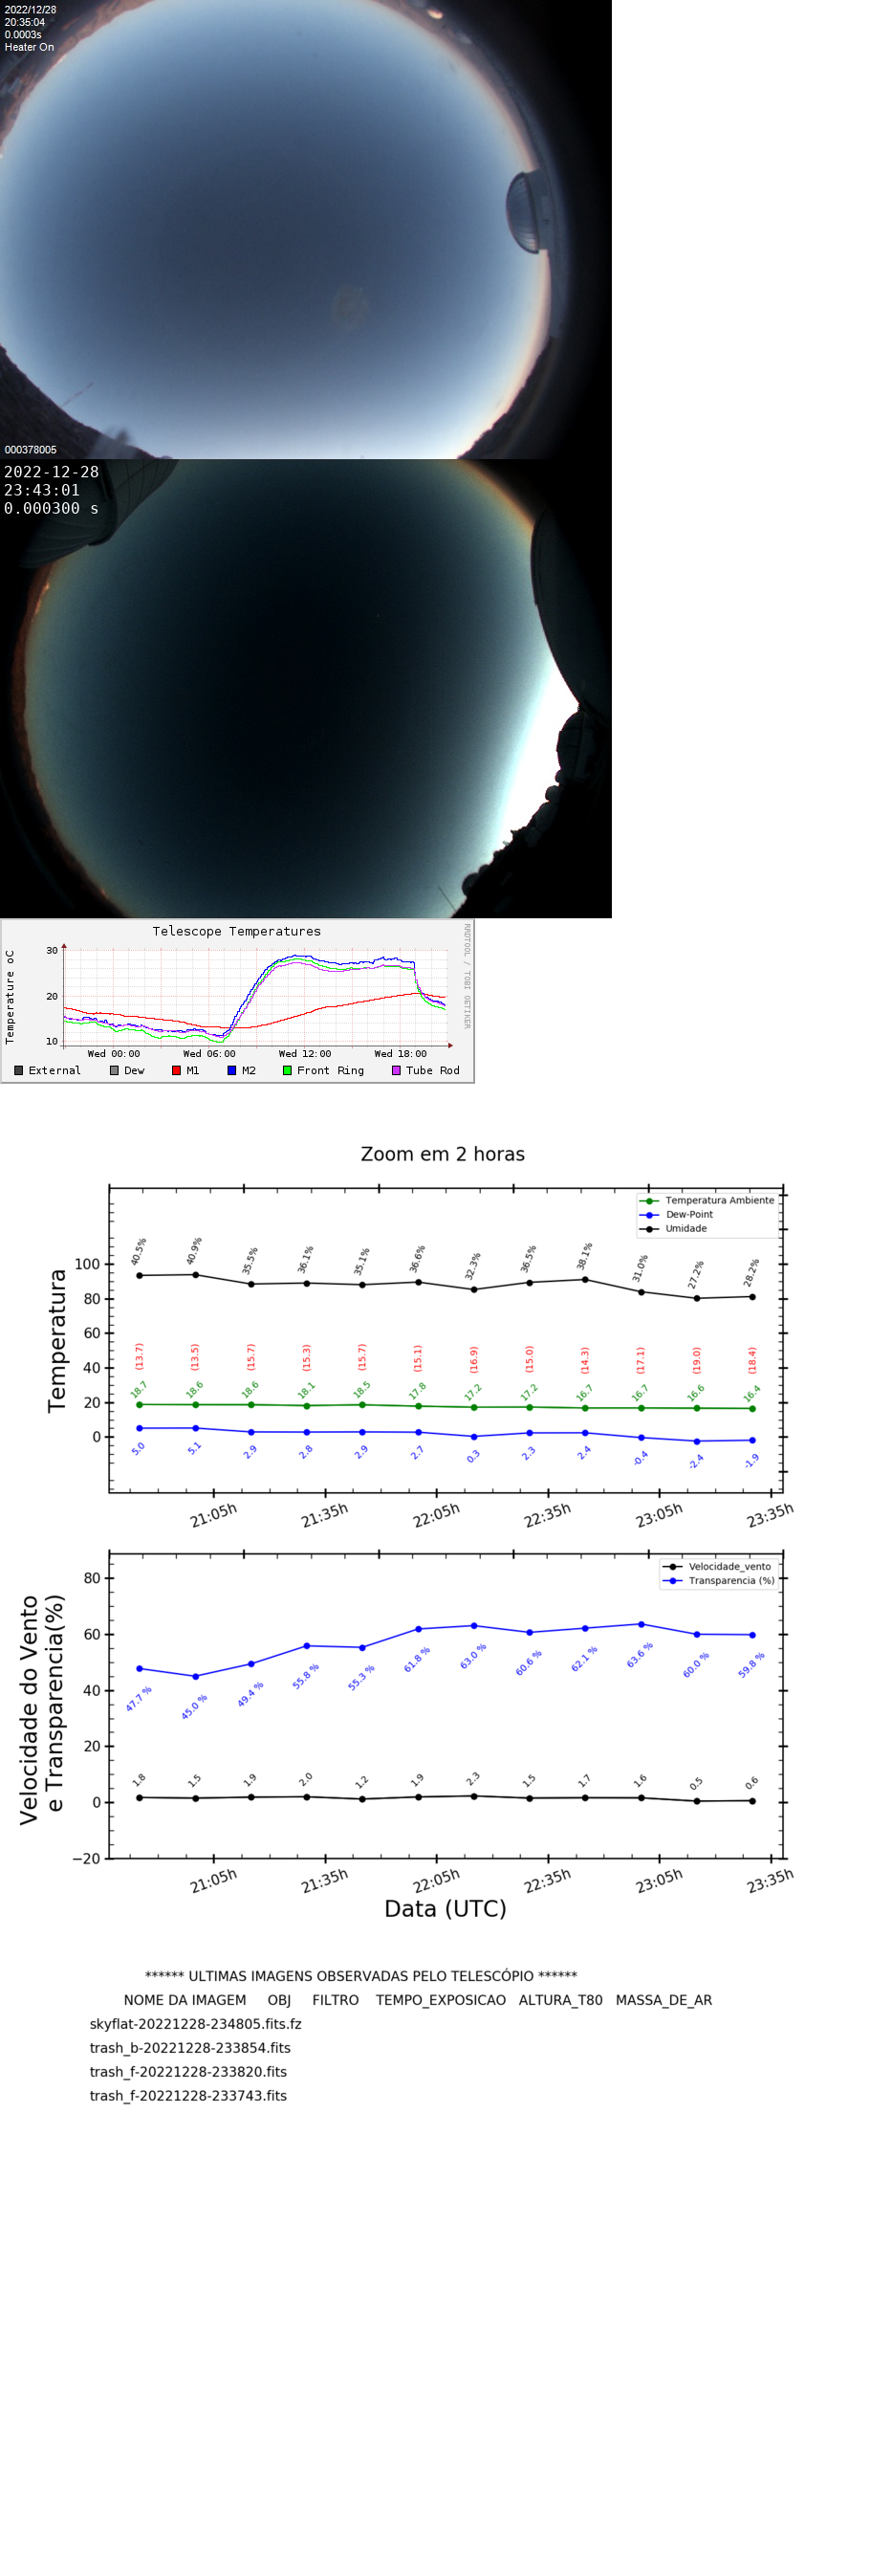 2022/12/28
20:35:04
0.0003s
Heater On
000378005
2022-12-28
23:43:01
0.000300 s
Telescope Temperatures
RRDTOOL / TOBI OETIKER
Temperature oC
30
20
10
Wed 00:00 Wed 06:00 Wed 12:00 Wed 18:00
External Dew M1 M2 Front Ring Tube Rod
Zoom em 2 horas
Temperatura Ambiente
Dew-Point
Umidade
Temperatura
100
80
60
40
20
0
40.5% 40.9% 35.5% 36.1% 35.1% 36.6% 32.3% 36.5% 38.1% 31.0% 27.2% 28.2%
(13.7) (13.5) (15.7) (15.3) (15.7) (15.1) (16.9) (15.0) (14.3) (17.1) (19.0) (18.4)
18.7 18.6 18.6 18.1 18.5 17.8 17.2 17.2 16.7 16.7 16.6 16.4
5.0 5.1 2.9 2.8 2.9 2.7 0.3 2.3 2.4 -0.4 -2.4 -1.9
21:05h 21:35h 22:05h 22:35h 23:05h 23:35h
Velocidade_vento
Transparencia (%)
Velocidade do Vento
e Transparencia(%)
80
60
40
20
0
−20
47.7 % 45.0 % 49.4 % 55.8 % 55.3 % 61.8 % 63.0 % 60.6 % 62.1 % 63.6 % 60.0 % 59.8 %
1.8 1.5 1.9 2.0 1.2 1.9 2.3 1.5 1.7 1.6 0.5 0.6
21:05h 21:35h 22:05h 22:35h 23:05h 23:35h
Data (UTC)
****** ULTIMAS IMAGENS OBSERVADAS PELO TELESCÓPIO ******
NOME DA IMAGEM OBJ FILTRO TEMPO_EXPOSICAO ALTURA_T80 MASSA_DE_AR
skyflat-20221228-234805.fits.fz
trash_b-20221228-233854.fits
trash_f-20221228-233820.fits
trash_f-20221228-233743.fits